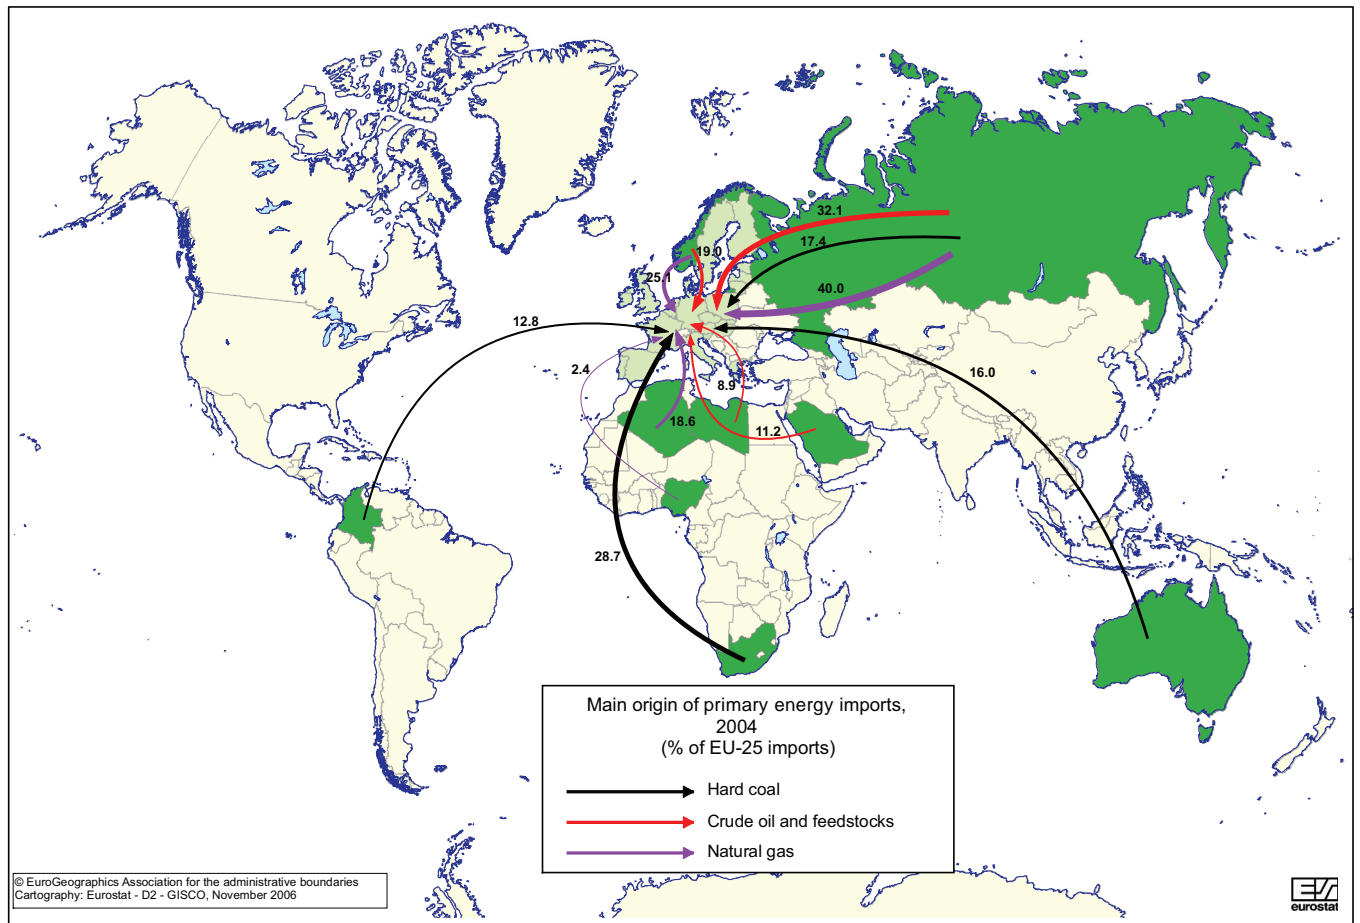 32.1
19.0
17.4
25.1
40.0
12.8
2.4
16.0
8.9
18.6
11.2
28.7
Main origin of primary energy imports,
2004
(% of EU-25 imports)
Hard coal
Crude oil and feedstocks
Natural gas
© EuroGeographics Association for the administrative boundaries
Cartography: Eurostat - D2 - GISCO, November 2006
eurostat